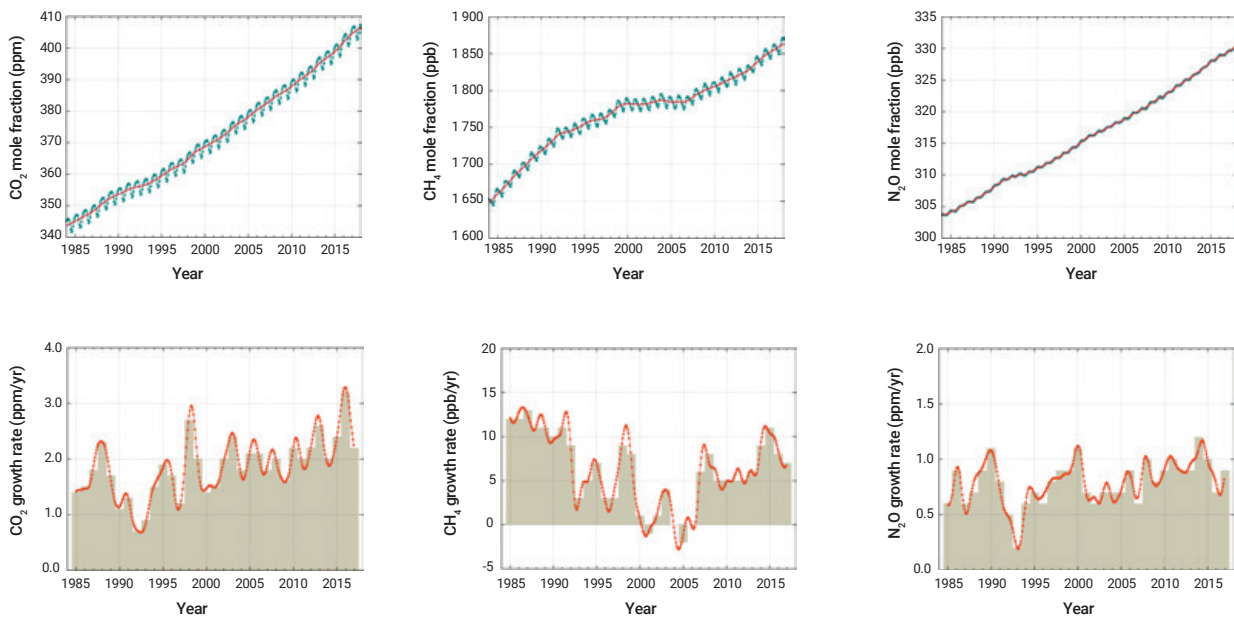 CO2 mole fraction (ppm)
410
400
390
380
370
360
350
340
1985 1990 1995 2000 2005 2010 2015
Year
CH4 mole fraction (ppb)
1 900
1 850
1 800
1 750
1 700
1 650
1 600
1985 1990 1995 2000 2005 2010 2015
Year
N2O mole fraction (ppb)
335
330
325
320
315
310
305
300
1985 1990 1995 2000 2005 2010 2015
Year
CO2 growth rate (ppm/yr)
4.0
3.0
2.0
1.0
0.0
1985 1990 1995 2000 2005 2010 2015
Year
CH4 growth rate (ppb/yr)
20
15
10
5
0
-5
1985 1990 1995 2000 2005 2010 2015
Year
N2O growth rate (ppm/yr)
2.0
1.5
1.0
0.5
0.0
1985 1990 1995 2000 2005 2010 2015
Year